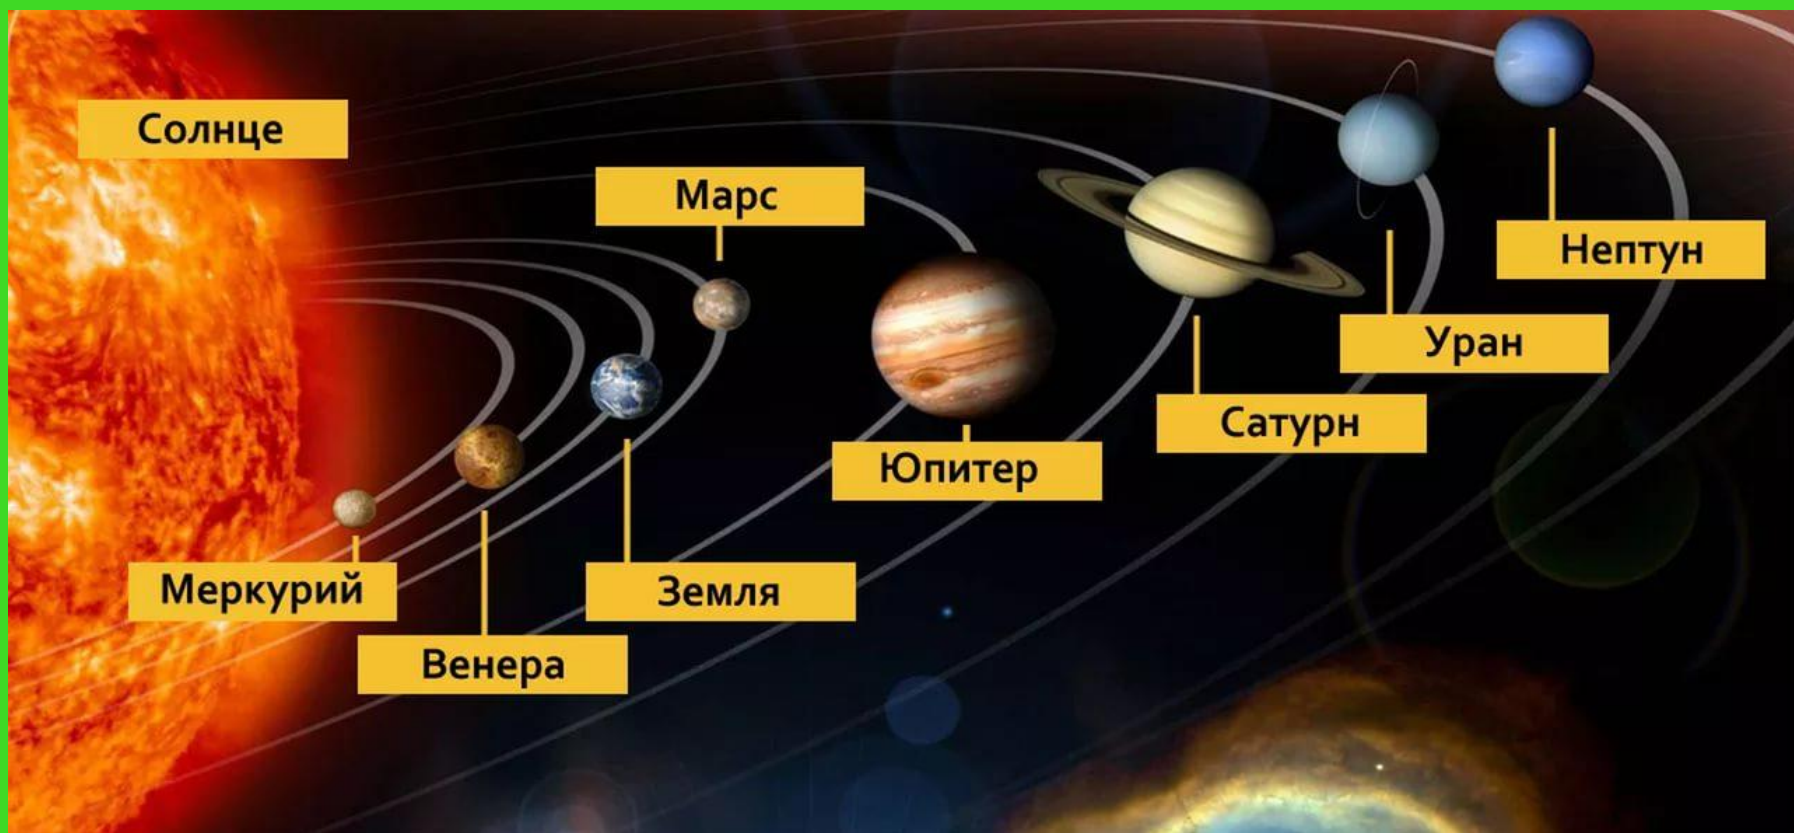 Солнце
Марс
Нептун
Уран
Сатурн
Юпитер
Меркурий
Земля
Венера